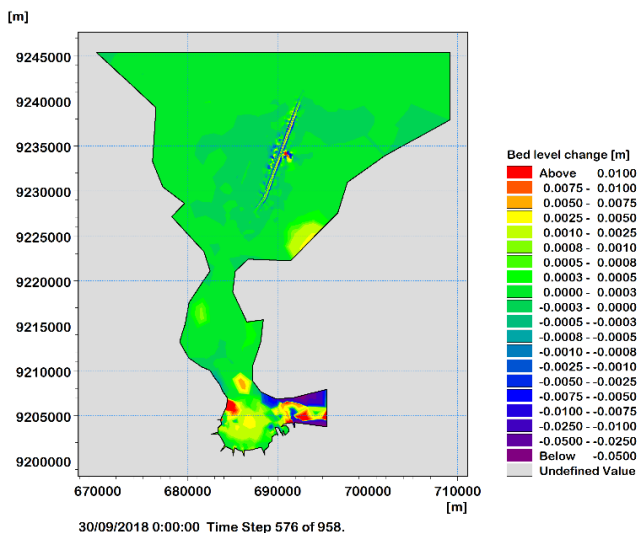 [m]
9245000
9240000
9235000
9230000
9225000
9220000
9215000
9210000
9205000
9200000
670000 680000 690000 700000 710000
[m]
30/09/2018 0:00:00 Time Step 576 of 958.
Bed level change [m]
Above 0.0100
0.0075 - 0.0100
0.0050 - 0.0075
0.0025 - 0.0050
0.0010 - 0.0025
0.0008 - 0.0010
0.0005 - 0.0008
0.0003 - 0.0005
0.0000 - 0.0003
-0.0003 - 0.0000
-0.0005 - -0.0003
-0.0008 - -0.0005
-0.0010 - -0.0008
-0.0025 - -0.0010
-0.0050 - -0.0025
-0.0075 - -0.0050
-0.0100 - -0.0075
-0.0250 - -0.0100
-0.0500 - -0.0250
Below -0.0500
Undefined Value